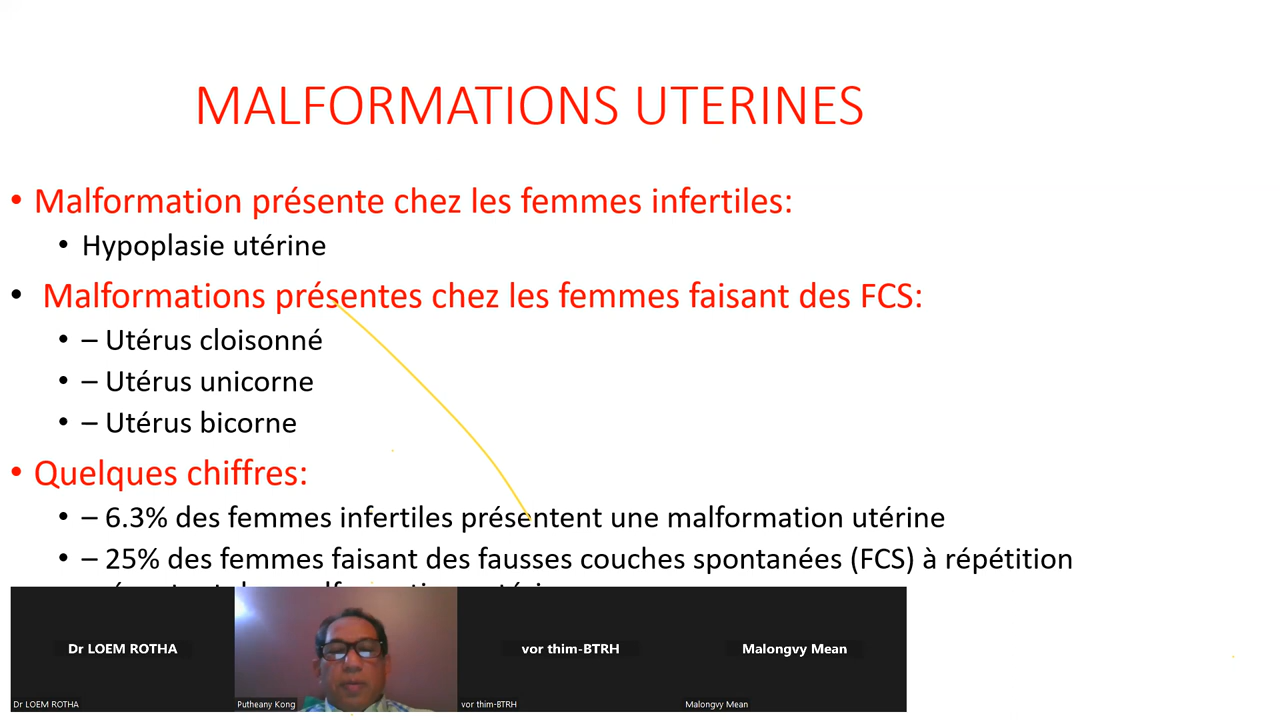 MALFORMATIONS UTERINES
• Malformation présente chez les femmes infertiles:
• Hypoplasie utérine
• Malformations présentes chez les femmes faisant des FCS:
• – Utérus cloisonné
• – Utérus unicorne
• – Utérus bicorne
• Quelques chiffres:
• – 6.3% des femmes infertiles présentent une malformation utérine
• – 25% des femmes faisant des fausses couches spontanées (FCS) à répétition
Dr LOEM ROTHA
vor thim-BTRH
Malongvy Mean
Dr LOEM ROTHA
Putheany Kong
vor thim-BTRH
Malongvy Mean